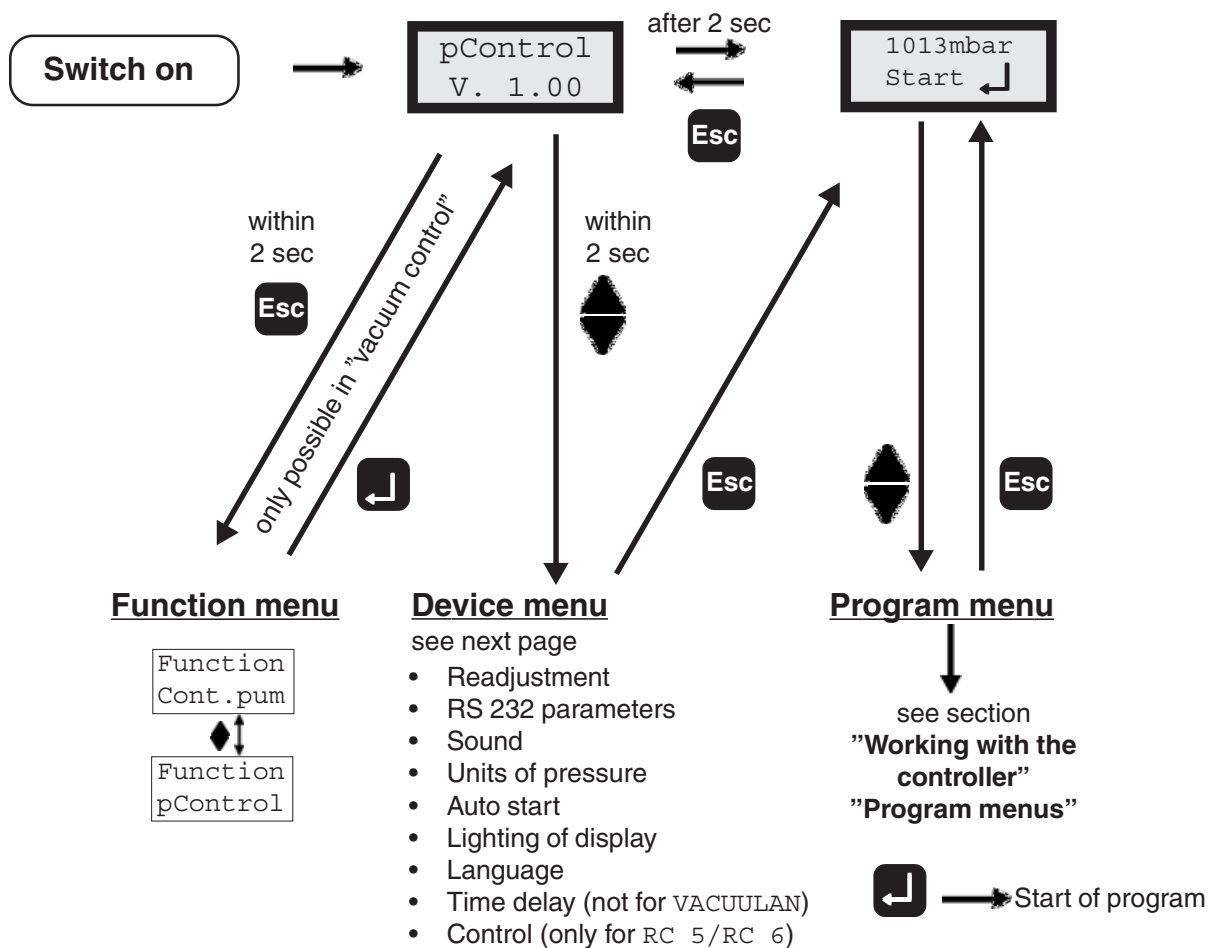 Switch on
pControl
V. 1.00
after 2 sec
Esc
1013mbar
Start
within
2 sec
Esc
only possible in ”vacuum control”
within
2 sec
Esc
Esc
Function menu
Function
Cont.pum
Function
pControl
Device menu
see next page
• Readjustment
• RS 232 parameters
• Sound
• Units of pressure
• Auto start
• Lighting of display
• Language
• Time delay (not for VACUULAN)
• Control (only for RC 5/RC 6)
Program menu
see section
”Working with the
controller”
”Program menus”
Start of program